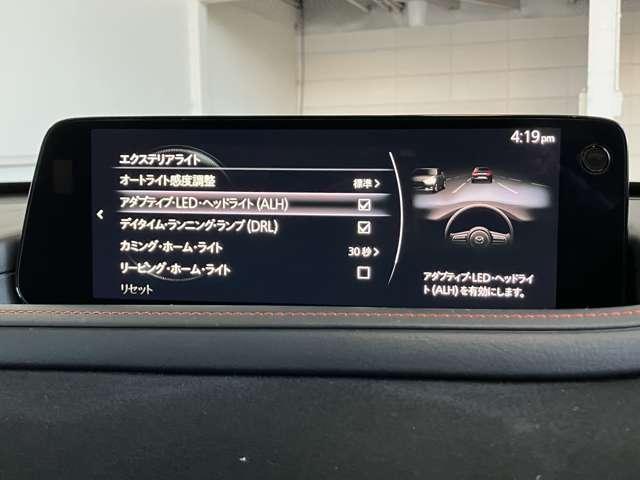 4:19pm
エクステリアライト
オートライト感度調整 標準
アダプティブ・LED・ヘッドライト(ALH)
デイタイム・ランニング・ランプ(DRL)
カミング・ホーム・ライト 30秒
リービング・ホーム・ライト
リセット
アダプティブ・LED・ヘッドライ
ト(ALH)を有効にします。